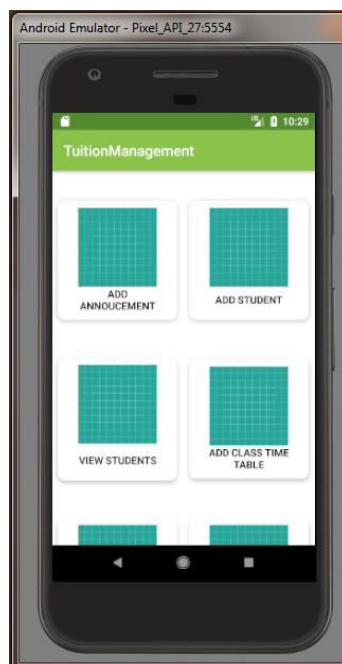 Android Emulator - Pixel_API_27:5554
10:29
TuitionManagement
ADD
ANNOUCEMENT
ADD STUDENT
VIEW STUDENTS
ADD CLASS TIME
TABLE